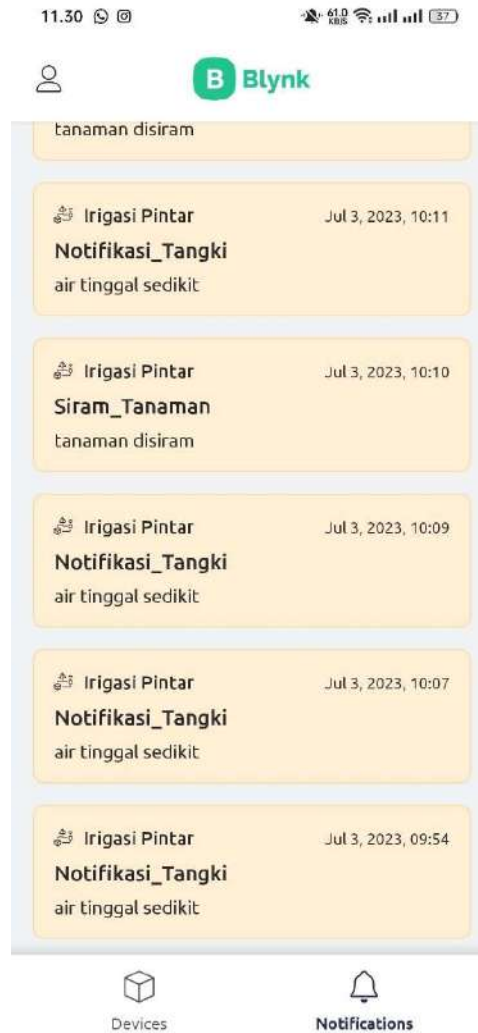 11.30
61.0
KB/S
37
B Blynk
tanaman disiram
Irigasi Pintar Jul 3, 2023, 10:11
Notifikasi_Tangki
air tinggal sedikit
Irigasi Pintar Jul 3, 2023, 10:10
Siram_Tanaman
tanaman disiram
Irigasi Pintar Jul 3, 2023, 10:09
Notifikasi_Tangki
air tinggal sedikit
Irigasi Pintar Jul 3, 2023, 10:07
Notifikasi_Tangki
air tinggal sedikit
Irigasi Pintar Jul 3, 2023, 09:54
Notifikasi_Tangki
air tinggal sedikit
Devices Notifications